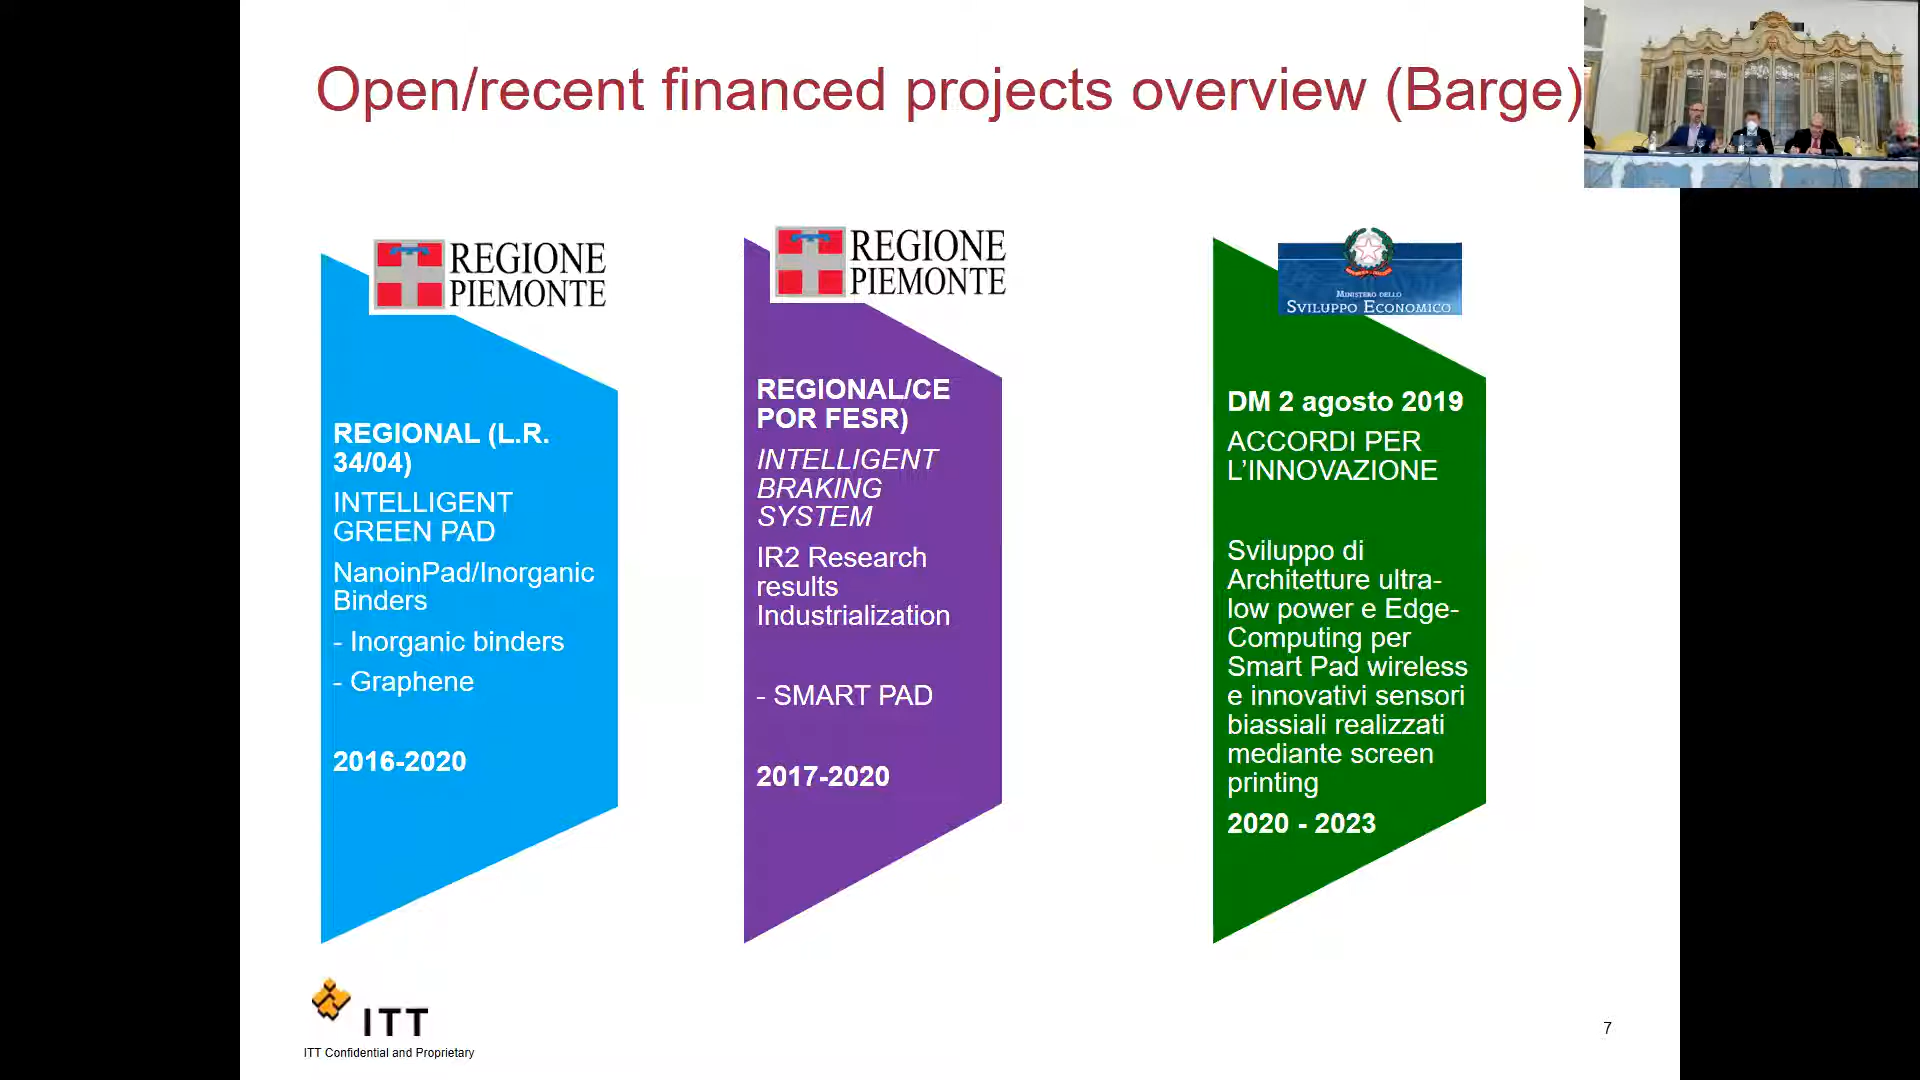 Open/recent financed projects overview (Barge)
REGIONE
PIEMONTE
REGIONAL (L.R.
34/04)
INTELLIGENT
GREEN PAD
NanoinPad/Inorganic
Binders
- Inorganic binders
- Graphene
2016-2020
REGIONE
PIEMONTE
REGIONAL/CE
POR FESR)
INTELLIGENT
BRAKING
SYSTEM
IR2 Research
results
Industrialization
- SMART PAD
2017-2020
MINISTERO DELLO
SVILUPPO ECONOMICO
DM 2 agosto 2019
ACCORDI PER
L’INNOVAZIONE
Sviluppo di
Architetture ultra-
low power e Edge-
Computing per
Smart Pad wireless
e innovativi sensori
biassiali realizzati
mediante screen
printing
2020 - 2023
ITT
ITT Confidential and Proprietary
7